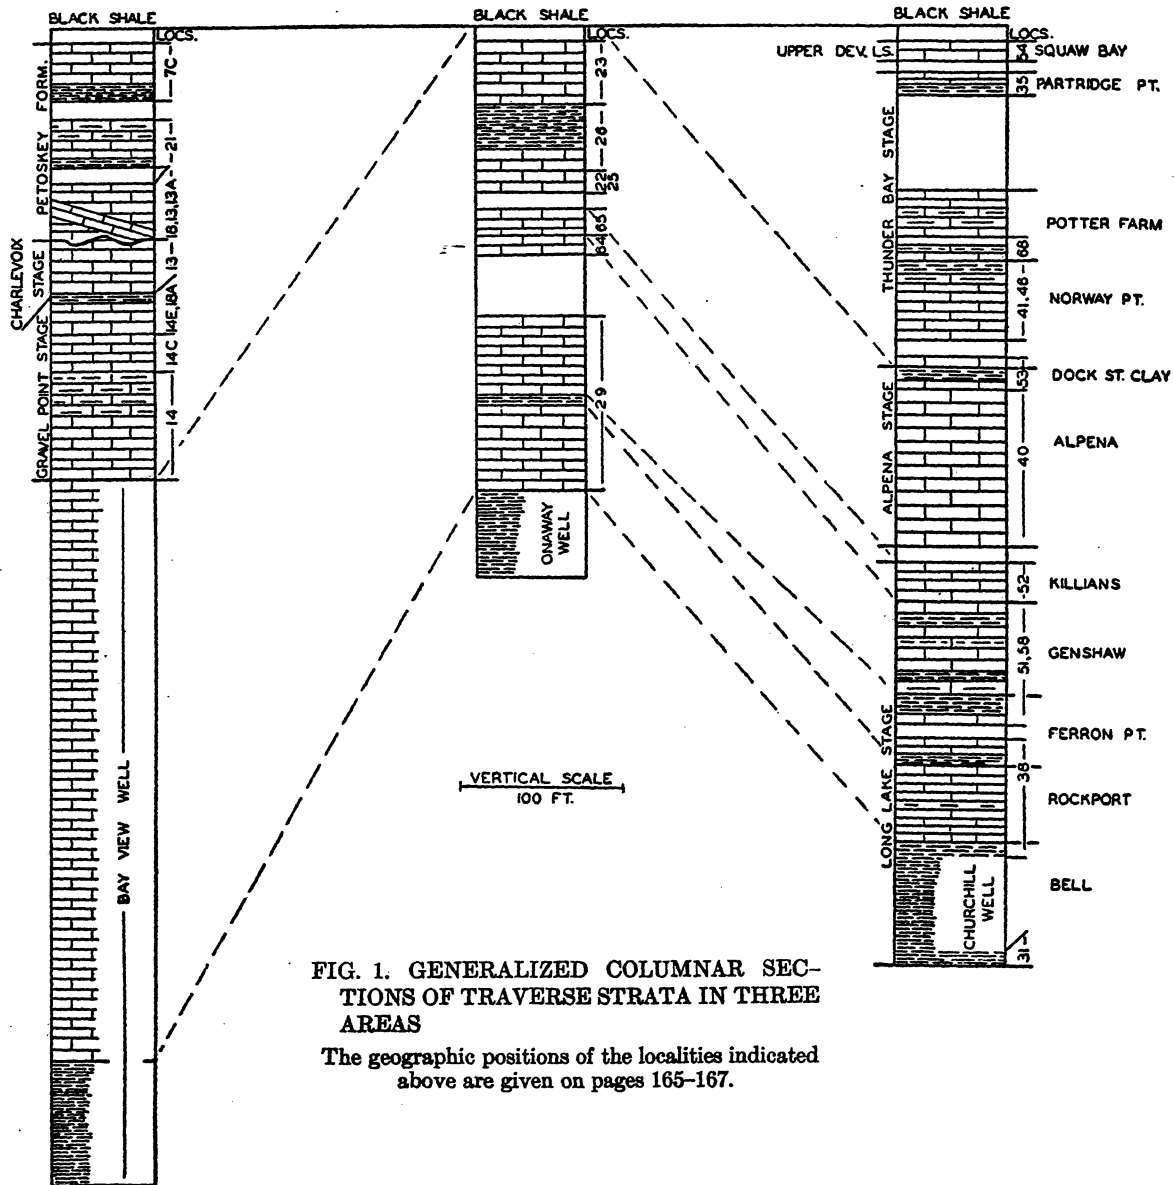 BLACK SHALE
LOCS.
7C
21
18,13,13A
13
14E,18A
14C
14
PETOSKEY FORM.
CHARLEVOIX
STAGE
GRAVEL POINT STAGE
BAY VIEW WELL
BLACK SHALE
LOCS.
23
26
22
25
65
64
29
ONAWAY
WELL
BLACK SHALE
LOCS.
UPPER DEV. LS.
54 SQUAW BAY
35 PARTRIDGE PT.
THUNDER BAY STAGE
POTTER FARM
68
NORWAY PT.
41,46
53
DOCK ST. CLAY
ALPENA STAGE
ALPENA
40
52
KILLIANS
51,58
GENSHAW
LONG LAKE STAGE
FERRON PT.
38
ROCKPORT
BELL
CHURCHILL
WELL
31
VERTICAL SCALE
100 FT.
FIG. 1. GENERALIZED COLUMNAR SEC-
TIONS OF TRAVERSE STRATA IN THREE
AREAS
The geographic positions of the localities indicated
above are given on pages 165–167.